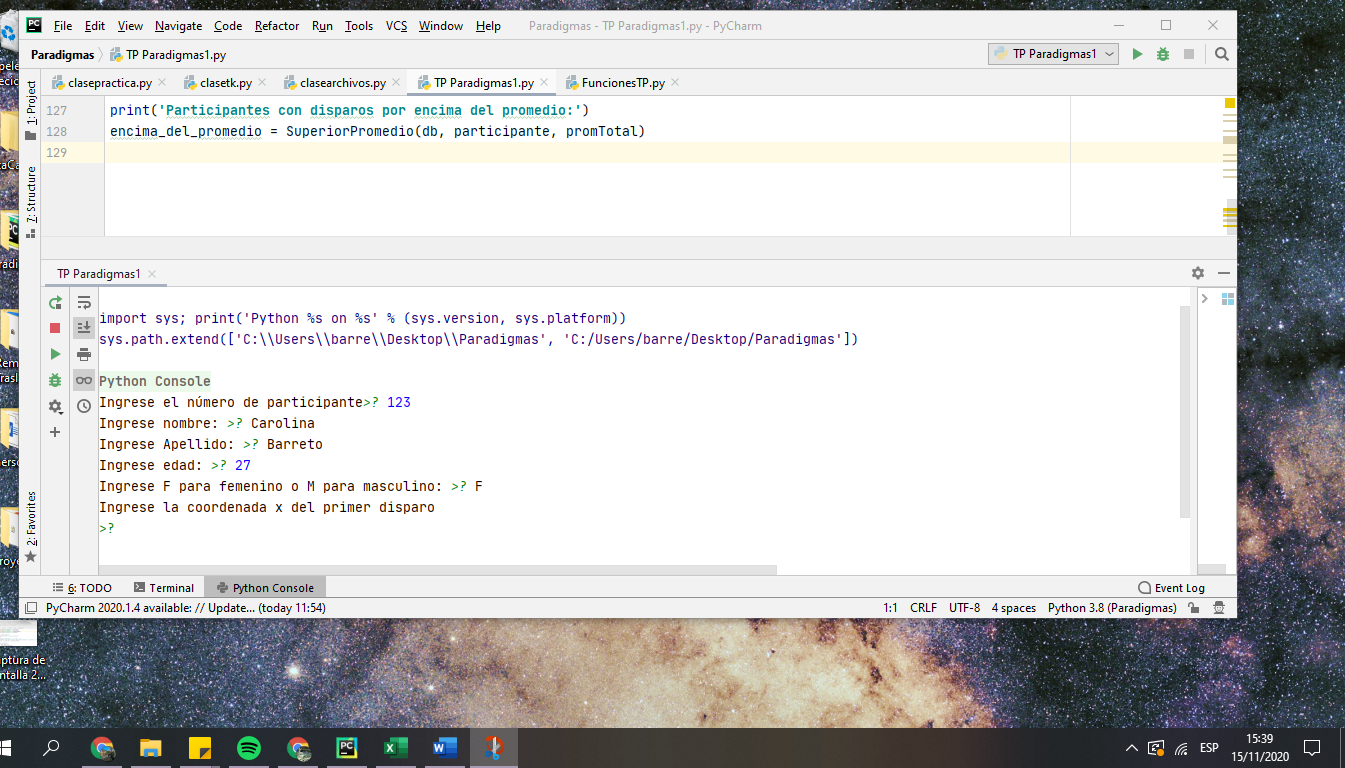 PC File Edit View Navigate Code Refactor Run Tools VCS Window Help Paradigmas - TP Paradigmas1.py - PyCharm
Paradigmas TP Paradigmas1.py TP Paradigmas1
clasepractica.py clasetk.py clasearchivos.py TP Paradigmas1.py FuncionesTP.py
1: Project
7: Structure
2: Favorites
127 print('Participantes con disparos por encima del promedio:')
128 encima_del_promedio = SuperiorPromedio(db, participante, promTotal)
129
TP Paradigmas1
import sys; print('Python %s on %s' % (sys.version, sys.platform))
sys.path.extend(['C:\\Users\\barre\\Desktop\\Paradigmas', 'C:/Users/barre/Desktop/Paradigmas'])
Python Console
Ingrese el número de participante>? 123
Ingrese nombre: >? Carolina
Ingrese Apellido: >? Barreto
Ingrese edad: >? 27
Ingrese F para femenino o M para masculino: >? F
Ingrese la coordenada x del primer disparo
>?
6: TODO Terminal Python Console Event Log
PyCharm 2020.1.4 available: // Update... (today 11:54) 1:1 CRLF UTF-8 4 spaces Python 3.8 (Paradigmas)
ptura de
ntalla 2...
ESP
15:39
15/11/2020